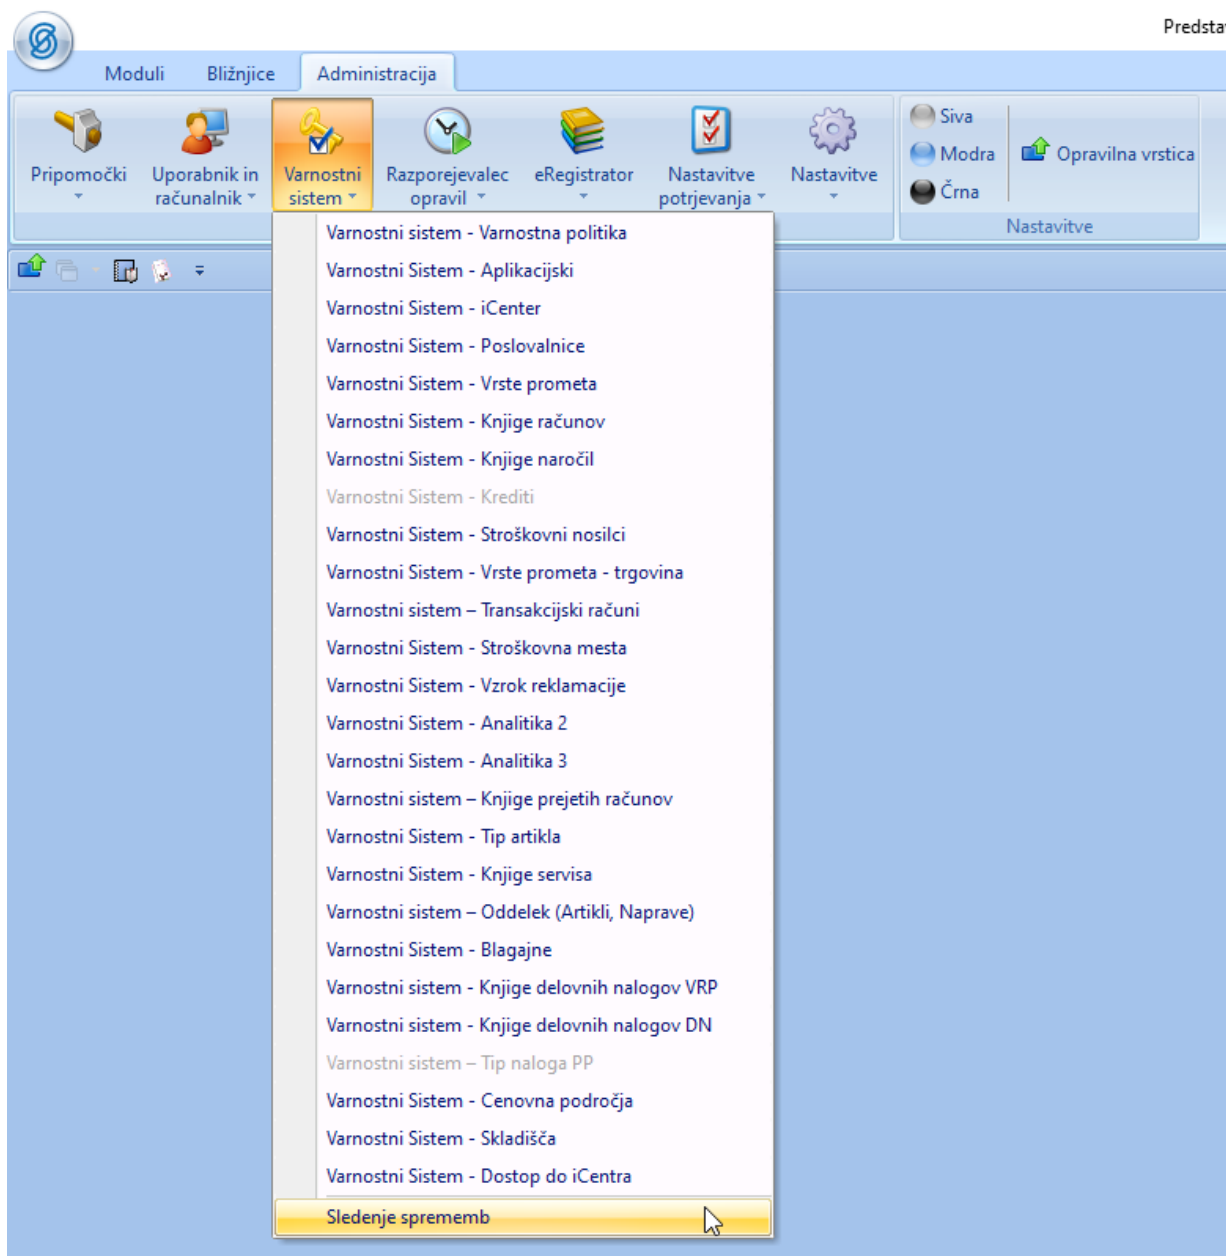 Predsta
Moduli
Bližnjice
Administracija
Pripomočki
Uporabnik in
računalnik
Varnostni
sistem
Razporejevalec
opravil
eRegistrator
Nastavitve
potrjevanja
Nastavitve
Siva
Modra
Črna
Opravilna vrstica
Nastavitve
Varnostni sistem - Varnostna politika
Varnostni Sistem - Aplikacijski
Varnostni Sistem - iCenter
Varnostni Sistem - Poslovalnice
Varnostni Sistem - Vrste prometa
Varnostni Sistem - Knjige računov
Varnostni Sistem - Knjige naročil
Varnostni Sistem - Krediti
Varnostni Sistem - Stroškovni nosilci
Varnostni Sistem - Vrste prometa - trgovina
Varnostni sistem – Transakcijski računi
Varnostni Sistem - Stroškovna mesta
Varnostni Sistem - Vzrok reklamacije
Varnostni Sistem - Analitika 2
Varnostni Sistem - Analitika 3
Varnostni sistem – Knjige prejetih računov
Varnostni Sistem - Tip artikla
Varnostni Sistem - Knjige servisa
Varnostni sistem – Oddelek (Artikli, Naprave)
Varnostni Sistem - Blagajne
Varnostni sistem - Knjige delovnih nalogov VRP
Varnostni sistem - Knjige delovnih nalogov DN
Varnostni sistem – Tip naloga PP
Varnostni Sistem - Cenovna področja
Varnostni Sistem - Skladišča
Varnostni Sistem - Dostop do iCentra
Sledenje sprememb